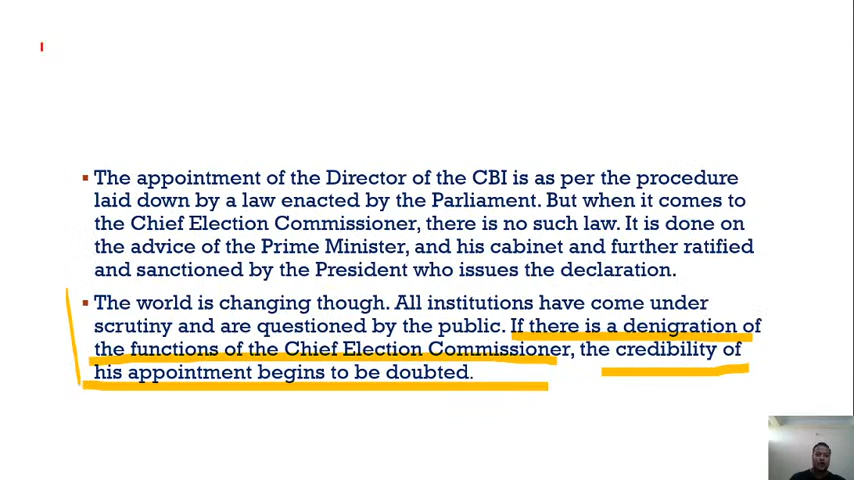 The appointment of the Director of the CBI is as per the procedure
laid down by a law enacted by the Parliament. But when it comes to
the Chief Election Commissioner, there is no such law. It is done on
the advice of the Prime Minister, and his cabinet and further ratified
and sanctioned by the President who issues the declaration.
The world is changing though. All institutions have come under
scrutiny and are questioned by the public. If there is a denigration of
the functions of the Chief Election Commissioner, the credibility of
his appointment begins to be doubted.